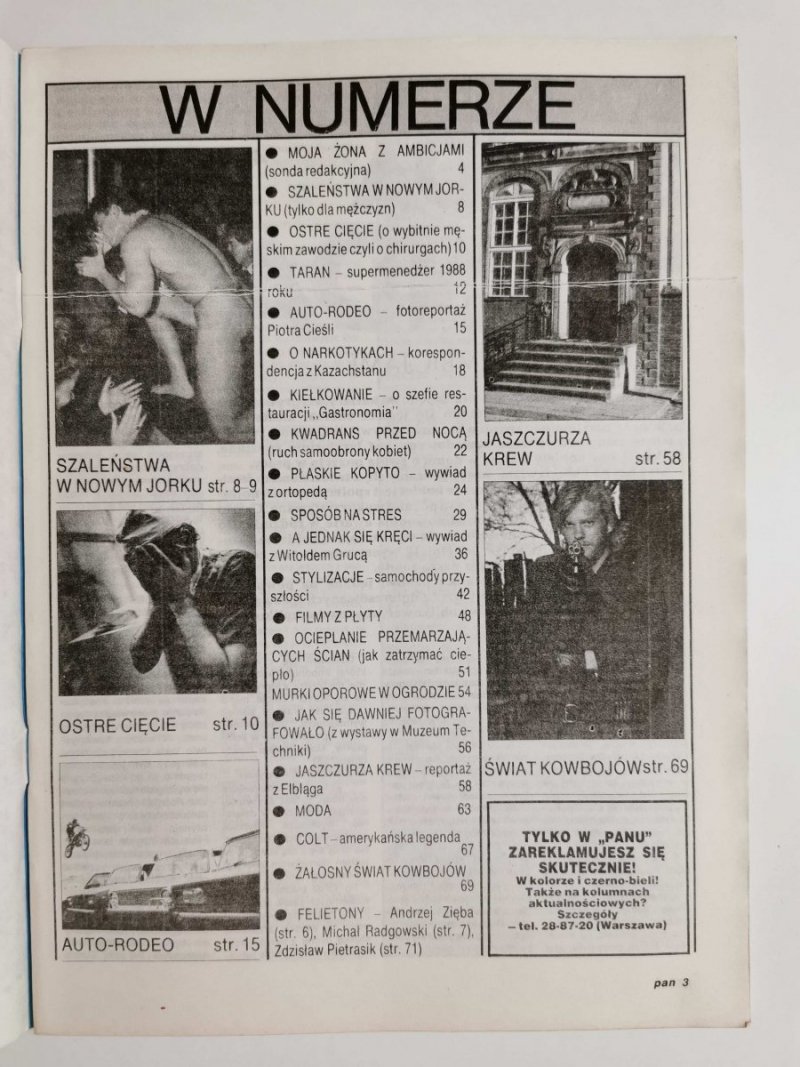 W NUMERZE
SZALEŃSTWA
W NOWYM JORKU str. 8-9
OSTRE CIĘCIE str. 10
AUTO-RODEO str. 15
● MOJA ŻONA Z AMBICJAMI
(sonda redakcyjna) 4
● SZALEŃSTWA W NOWYM JOR-
KU (tylko dla mężczyzn) 8
● OSTRE CIĘCIE (o wybitnie mę-
skim zawodzie czyli o chirurgach) 10
● TARAN – supermenedżer 1988
roku 12
● AUTO-RODEO – fotoreportaż
Piotra Cieśli 15
● O NARKOTYKACH – korespon-
dencja z Kazachstanu 18
● KIEŁKOWANIE – o szefie res-
tauracji „Gastronomia" 20
● KWADRANS PRZED NOCĄ
(ruch samoobrony kobiet) 22
● PŁASKIE KOPYTO – wywiad
z ortopedą 24
● SPOSÓB NA STRES 29
● A JEDNAK SIĘ KRĘCI – wywiad
z Witołdem Grucą 36
● STYLIZACJE – samochody przy-
szłości 42
● FILMY Z PŁYTY 48
● OCIEPLANIE PRZEMARZAJĄ-
CYCH ŚCIAN (jak zatrzymać cie-
pło) 51
MURKI OPOROWE W OGRODZIE 54
● JAK SIĘ DAWNIEJ FOTOGRA-
FOWAŁO (z wystawy w Muzeum Te-
chniki) 56
● JASZCZURZA KREW – reportaż
z Elbląga 58
● MODA 63
● COLT – amerykańska legenda
67
● ŻAŁOSNY ŚWIAT KOWBOJÓW
69
● FELIETONY – Andrzej Zięba
(str. 6), Michał Radgowski (str. 7),
Zdzisław Pietrasik (str. 71)
JASZCZURZA
KREW str. 58
ŚWIAT KOWBOJÓW str. 69
TYLKO W „PANU"
ZAREKLAMUJESZ SIĘ
SKUTECZNIE!
W kolorze i czerno-bieli!
Także na kolumnach
aktualnościowych?
Szczegóły
– tel. 28-87-20 (Warszawa)
pan 3